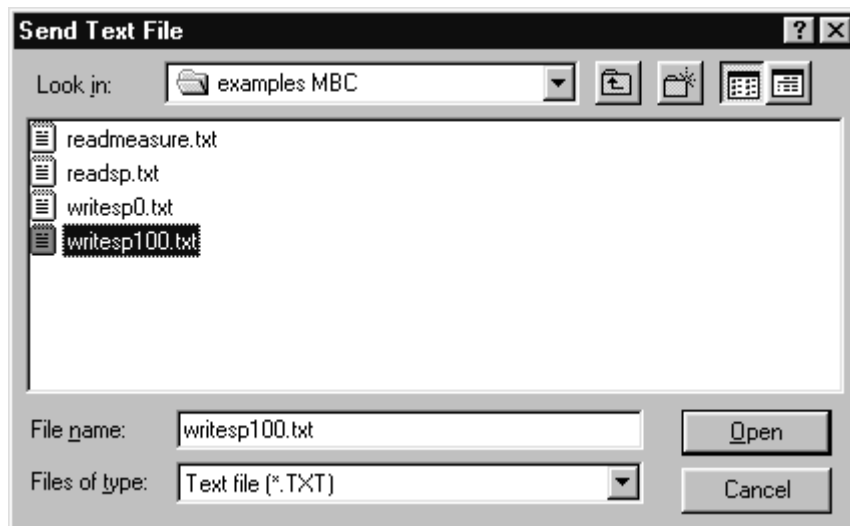 Send Text File
Look in: examples MBC
readmeasure.txt
readsp.txt
writesp0.txt
writesp100.txt
File name: writesp100.txt Open
Files of type: Text file (*.TXT) Cancel